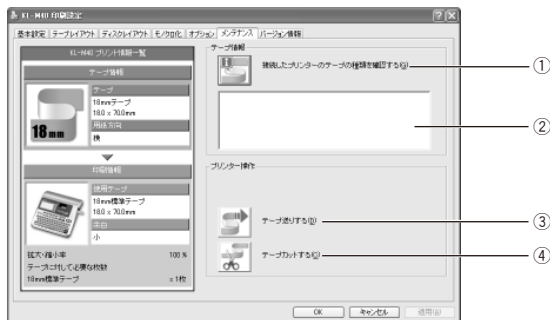 KL-M40 印刷設定
基本設定 テープレイアウト ディスクレイアウト モノクロ化 オプション メンテナンス バージョン情報
KL-M40 プリント情報一覧
テープ情報
テープ
18mmテープ
18.0 x 70.0mm
用紙方向
横
18 mm
印刷情報
使用テープ
18mm標準テープ
18.0 x 70.0mm
余白
小
拡大・縮小率 100 %
テープに対して必要な枚数
18mm標準テープ x 1枚
テープ情報
接続したプリンターのテープの種類を確認する(G)
プリンター操作
テープ送りする(D)
テープカットする(C)
OK キャンセル 適用(A)
①
②
③
④